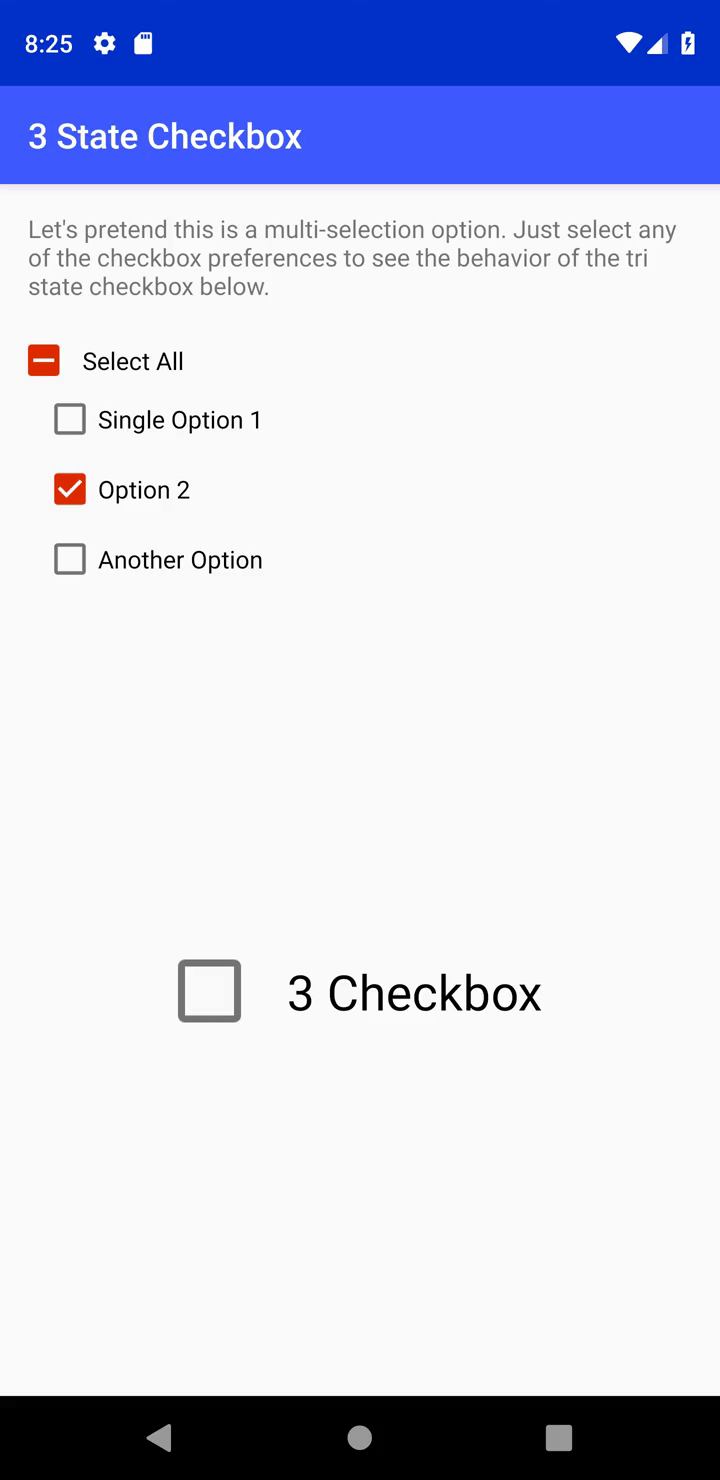 8:25
3 State Checkbox
Let's pretend this is a multi-selection option. Just select any
of the checkbox preferences to see the behavior of the tri
state checkbox below.
Select All
Single Option 1
Option 2
Another Option
3 Checkbox